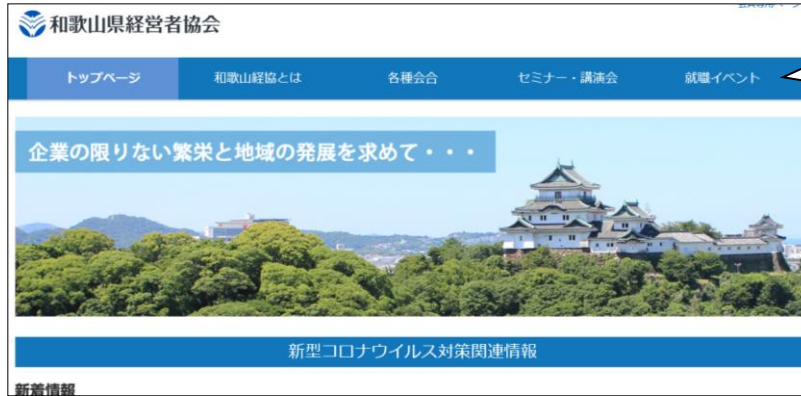 和歌山県経営者協会
トップページ
和歌山経協とは
各種会合
セミナー・講演会
就職イベント
企業の限りない繁栄と地域の発展を求めて・・・
新型コロナウイルス対策関連情報
新着情報